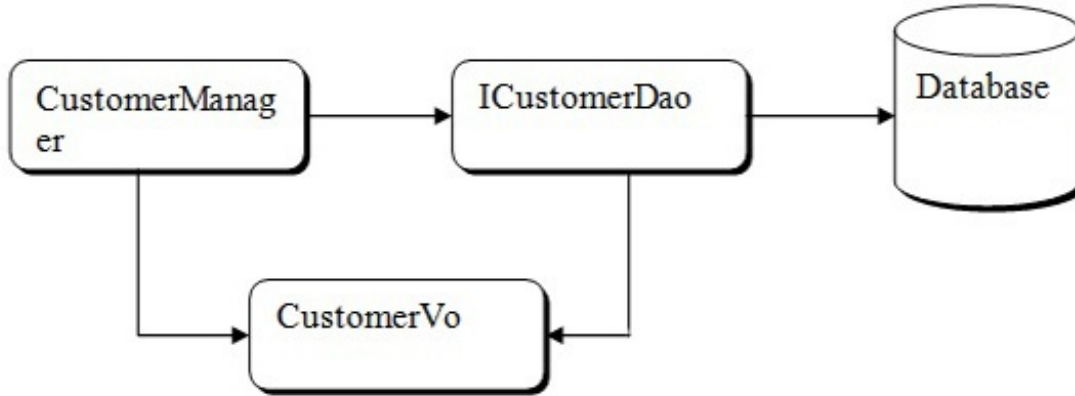 CustomerManag
er
ICustomerDao
Database
CustomerVo